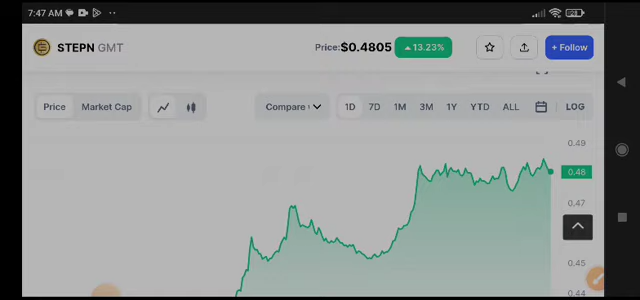 7:47 AM
28
STEPN GMT Price: $0.4805 13.23% + Follow
Price Market Cap Compare 1D 7D 1M 3M 1Y YTD ALL LOG
0.49
0.48
0.47
0.45
0.44